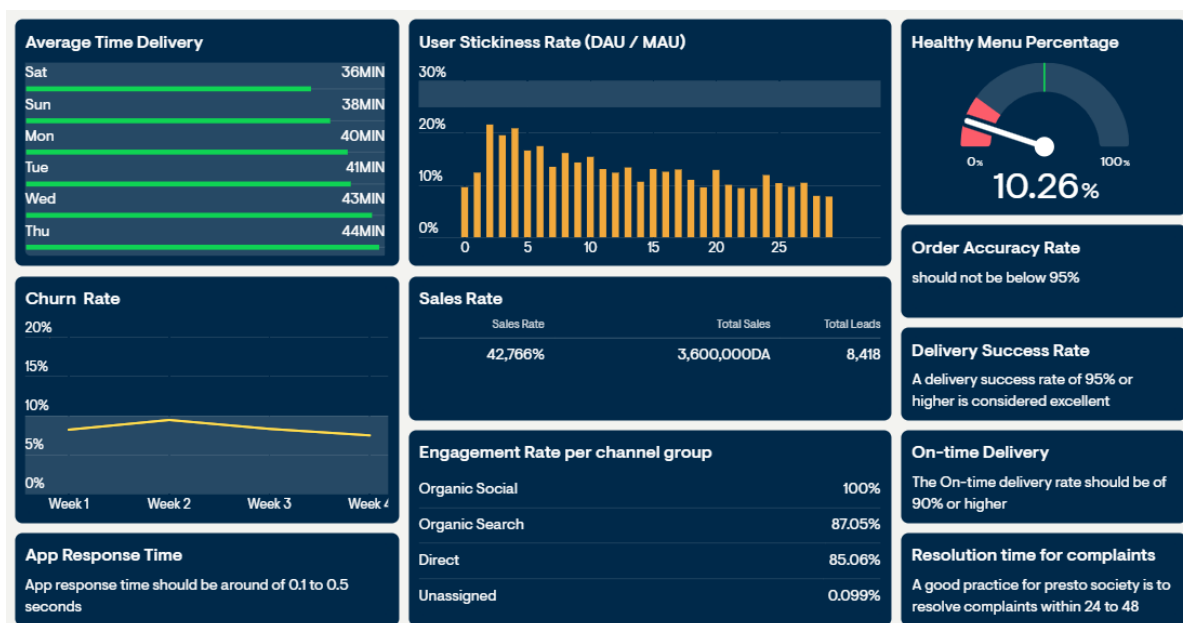 Average Time Delivery
Sat 36MIN
Sun 38MIN
Mon 40MIN
Tue 41MIN
Wed 43MIN
Thu 44MIN
User Stickiness Rate (DAU / MAU)
30%
20%
10%
0%
0 5 10 15 20 25
Healthy Menu Percentage
0% 100%
10.26%
Order Accuracy Rate
should not be below 95%
Churn Rate
20%
15%
10%
5%
0%
Week 1 Week 2 Week 3 Week 4
Sales Rate
Sales Rate Total Sales Total Leads
42,766% 3,600,000DA 8,418
Delivery Success Rate
A delivery success rate of 95% or
higher is considered excellent
Engagement Rate per channel group
Organic Social 100%
Organic Search 87.05%
Direct 85.06%
Unassigned 0.099%
On-time Delivery
The On-time delivery rate should be of
90% or higher
App Response Time
App response time should be around of 0.1 to 0.5
seconds
Resolution time for complaints
A good practice for presto society is to
resolve complaints within 24 to 48